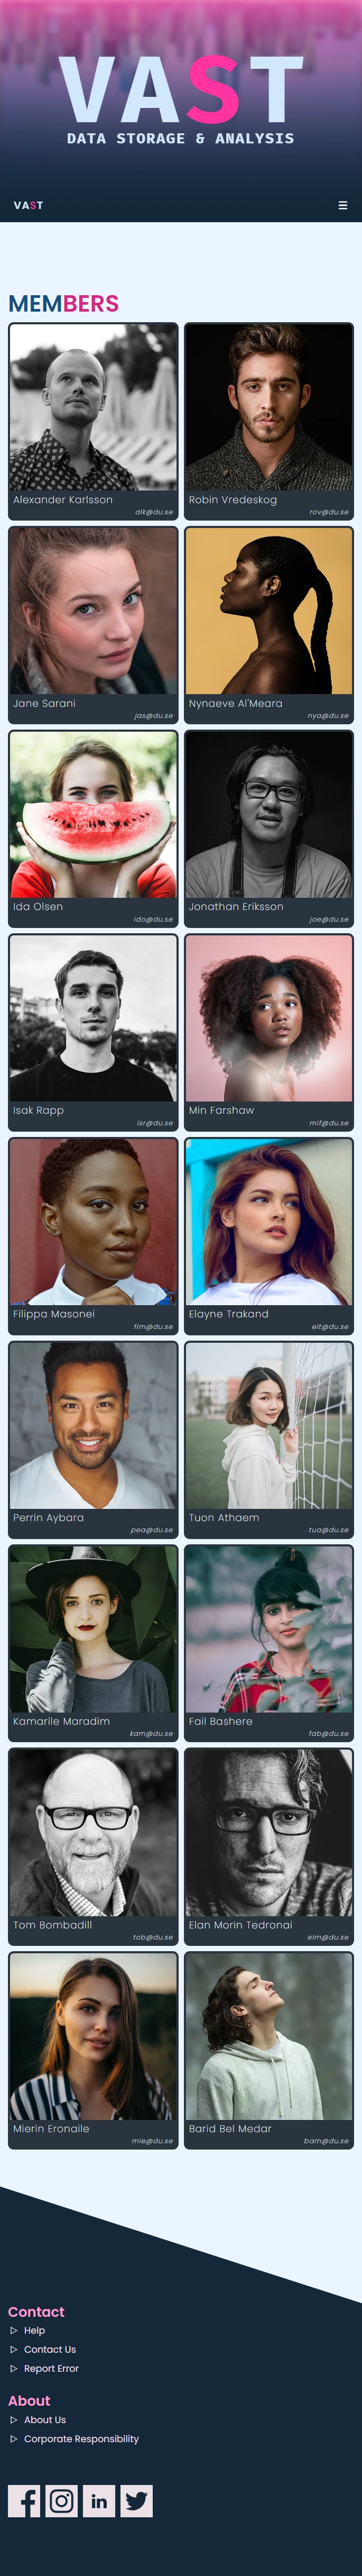 VAST
DATA STORAGE & ANALYSIS
VAST
MEMBERS
Alexander Karlsson
alk@du.se
Robin Vredeskog
rov@du.se
Jane Sarani
jas@du.se
Nynaeve Al'Meara
nya@du.se
Ida Olsen
ido@du.se
Jonathan Eriksson
joe@du.se
Isak Rapp
isr@du.se
Min Farshaw
mif@du.se
Filippa Masonei
fim@du.se
Elayne Trakand
elt@du.se
Perrin Aybara
pea@du.se
Tuon Athaem
tua@du.se
Kamarile Maradim
kam@du.se
Fail Bashere
fab@du.se
Tom Bombadill
tob@du.se
Elan Morin Tedronai
elm@du.se
Mierin Eronaile
mie@du.se
Barid Bel Medar
bam@du.se
Contact
Help
Contact Us
Report Error
About
About Us
Corporate Responsibility